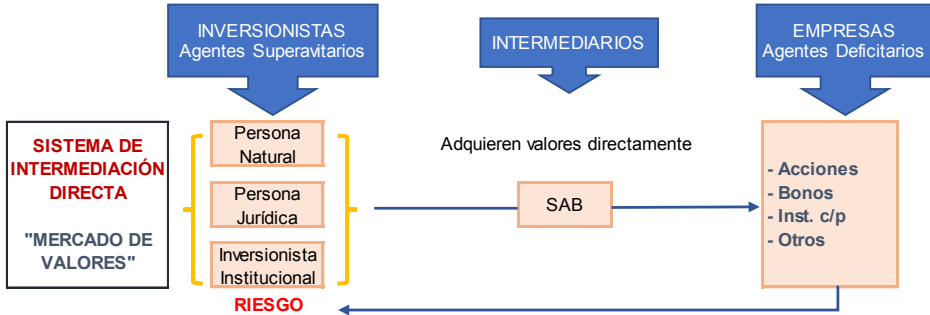 INVERSIONISTAS
Agentes Superavitarios
INTERMEDIARIOS
EMPRESAS
Agentes Deficitarios
SISTEMA DE
INTERMEDIACIÓN
DIRECTA
"MERCADO DE
VALORES"
Persona
Natural
Persona
Jurídica
Inversionista
Institucional
RIESGO
Adquieren valores directamente
SAB
- Acciones
- Bonos
- Inst. c/p
- Otros